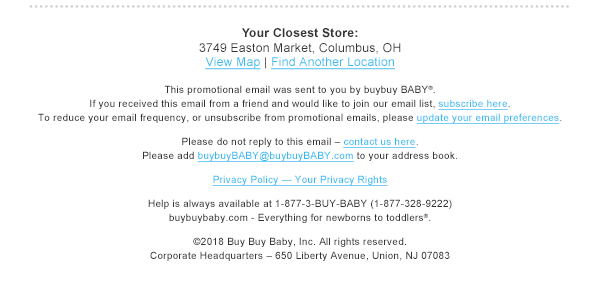 Your Closest Store:
3749 Easton Market, Columbus, OH
View Map | Find Another Location
This promotional email was sent to you by buybuy BABY®.
If you received this email from a friend and would like to join our email list, subscribe here.
To reduce your email frequency, or unsubscribe from promotional emails, please update your email preferences.
Please do not reply to this email – contact us here.
Please add buybuyBABY@buybuyBABY.com to your address book.
Privacy Policy — Your Privacy Rights
Help is always available at 1-877-3-BUY-BABY (1-877-328-9222)
buybuybaby.com - Everything for newborns to toddlers®.
©2018 Buy Buy Baby, Inc. All rights reserved.
Corporate Headquarters – 650 Liberty Avenue, Union, NJ 07083